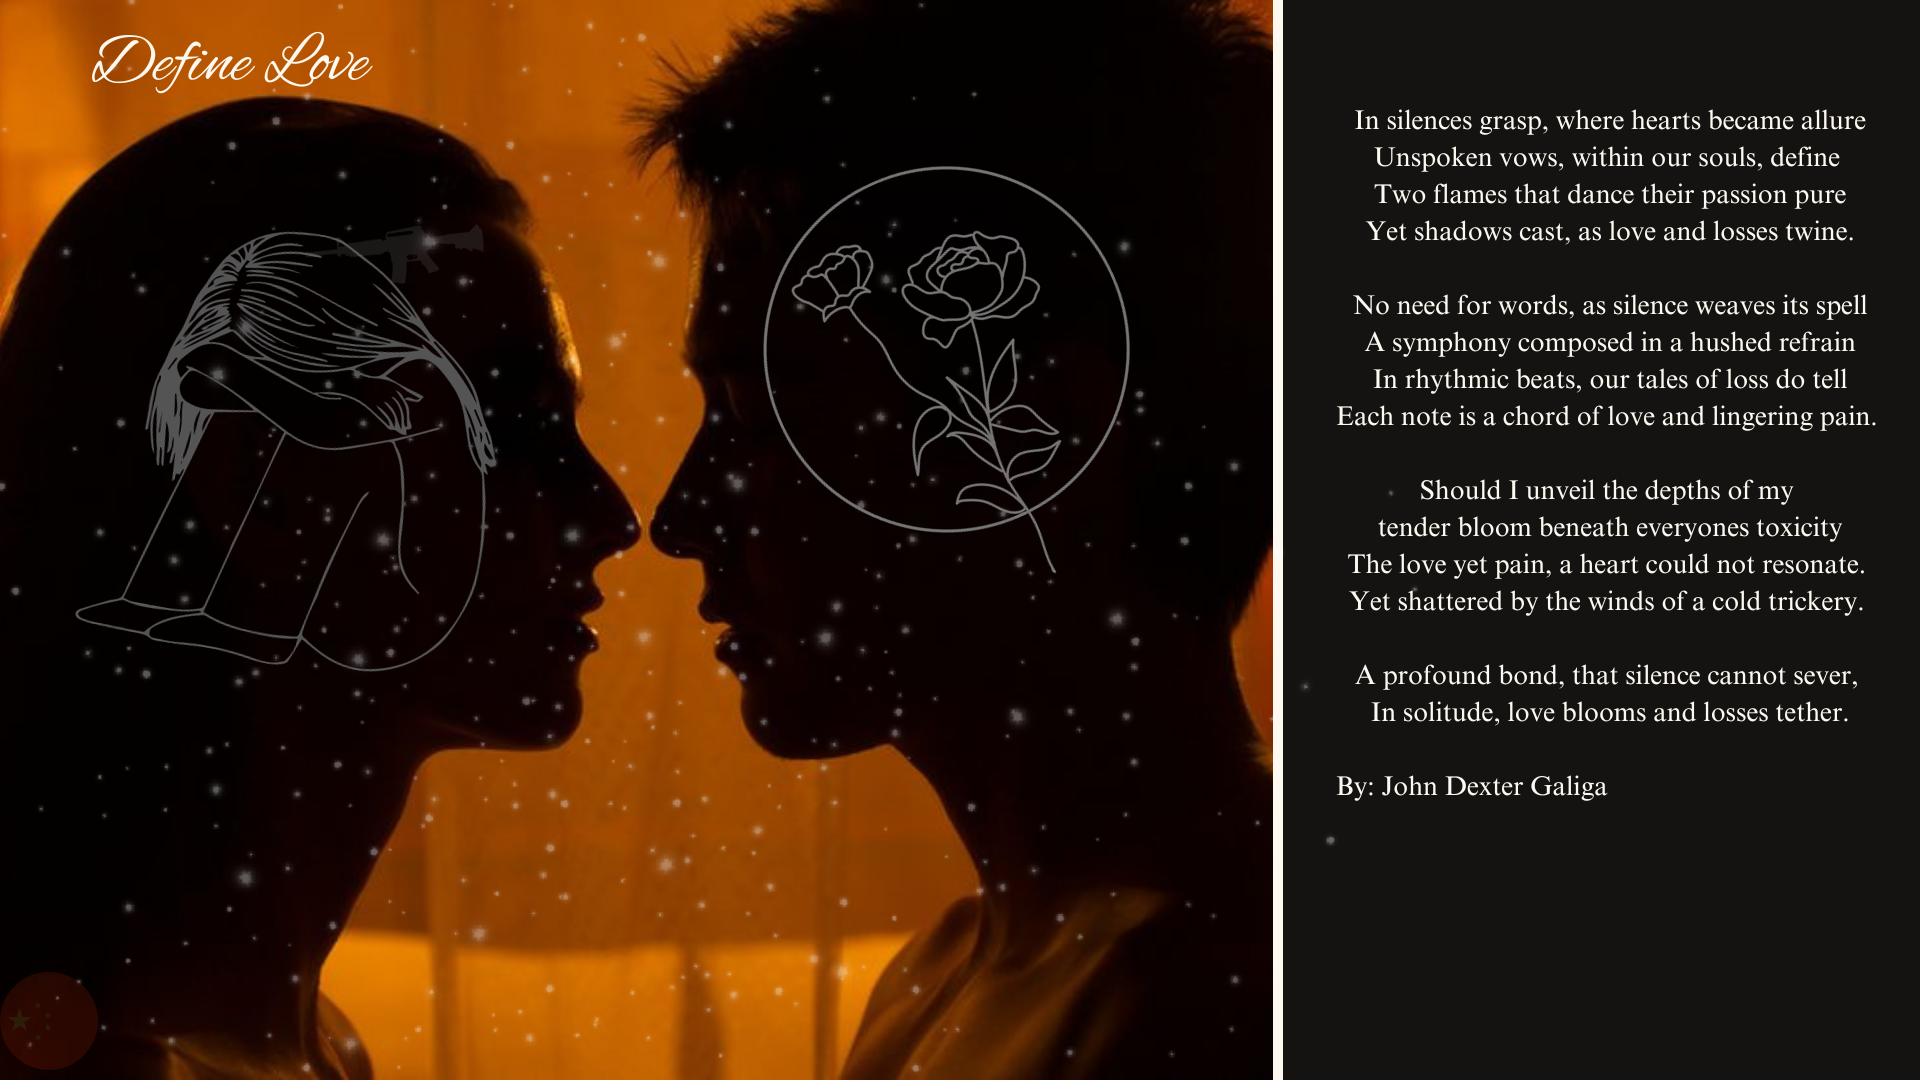 Define Love
In silences grasp, where hearts became allure
Unspoken vows, within our souls, define
Two flames that dance their passion pure
Yet shadows cast, as love and losses twine.
No need for words, as silence weaves its spell
A symphony composed in a hushed refrain
In rhythmic beats, our tales of loss do tell
Each note is a chord of love and lingering pain.
Should I unveil the depths of my
tender bloom beneath everyones toxicity
The love yet pain, a heart could not resonate.
Yet shattered by the winds of a cold trickery.
A profound bond, that silence cannot sever,
In solitude, love blooms and losses tether.
By: John Dexter Galiga